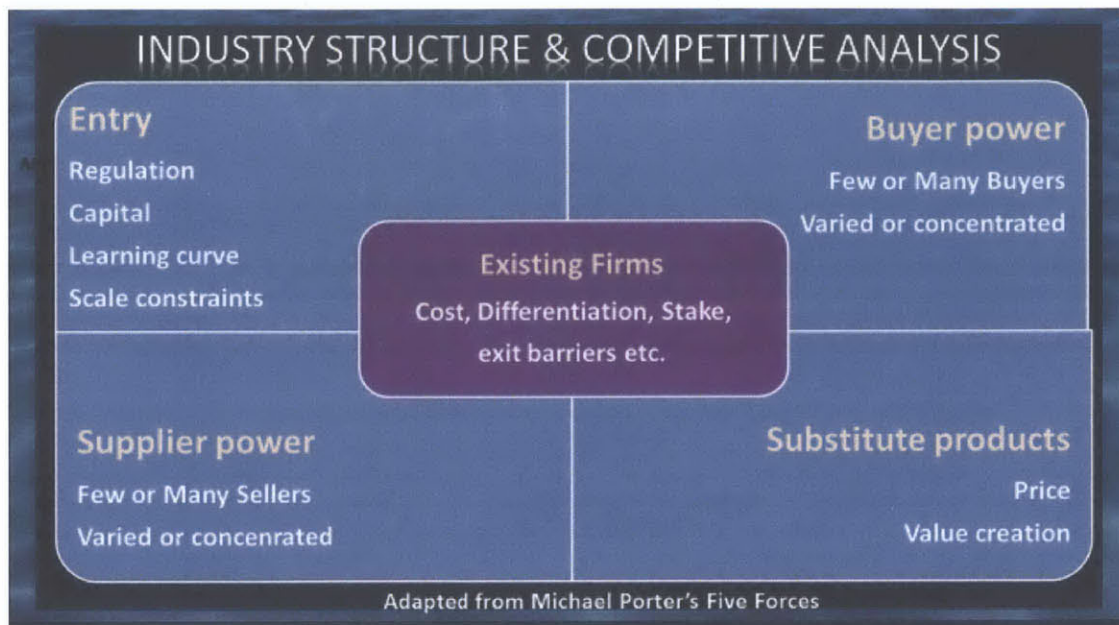 INDUSTRY STRUCTURE & COMPETITIVE ANALYSIS
Entry
Regulation
Capital
Learning curve
Scale constraints
Buyer power
Few or Many Buyers
Varied or concentrated
Existing Firms
Cost, Differentiation, Stake,
exit barriers etc.
Supplier power
Few or Many Sellers
Varied or concenrated
Substitute products
Price
Value creation
Adapted from Michael Porter's Five Forces